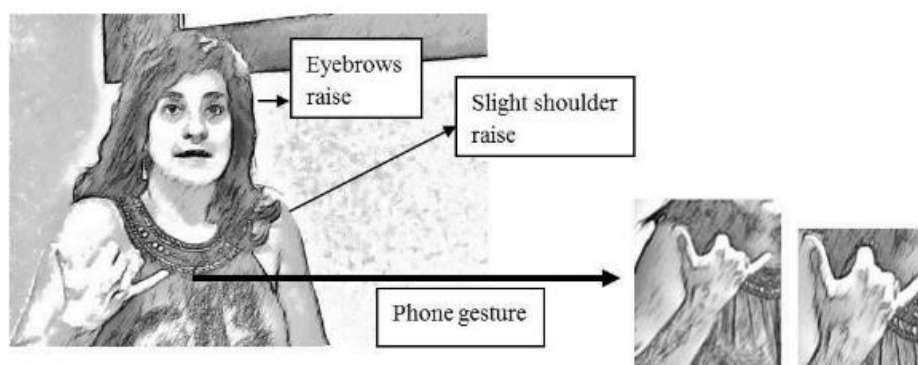 Eyebrows
raise
Slight shoulder
raise
Phone gesture